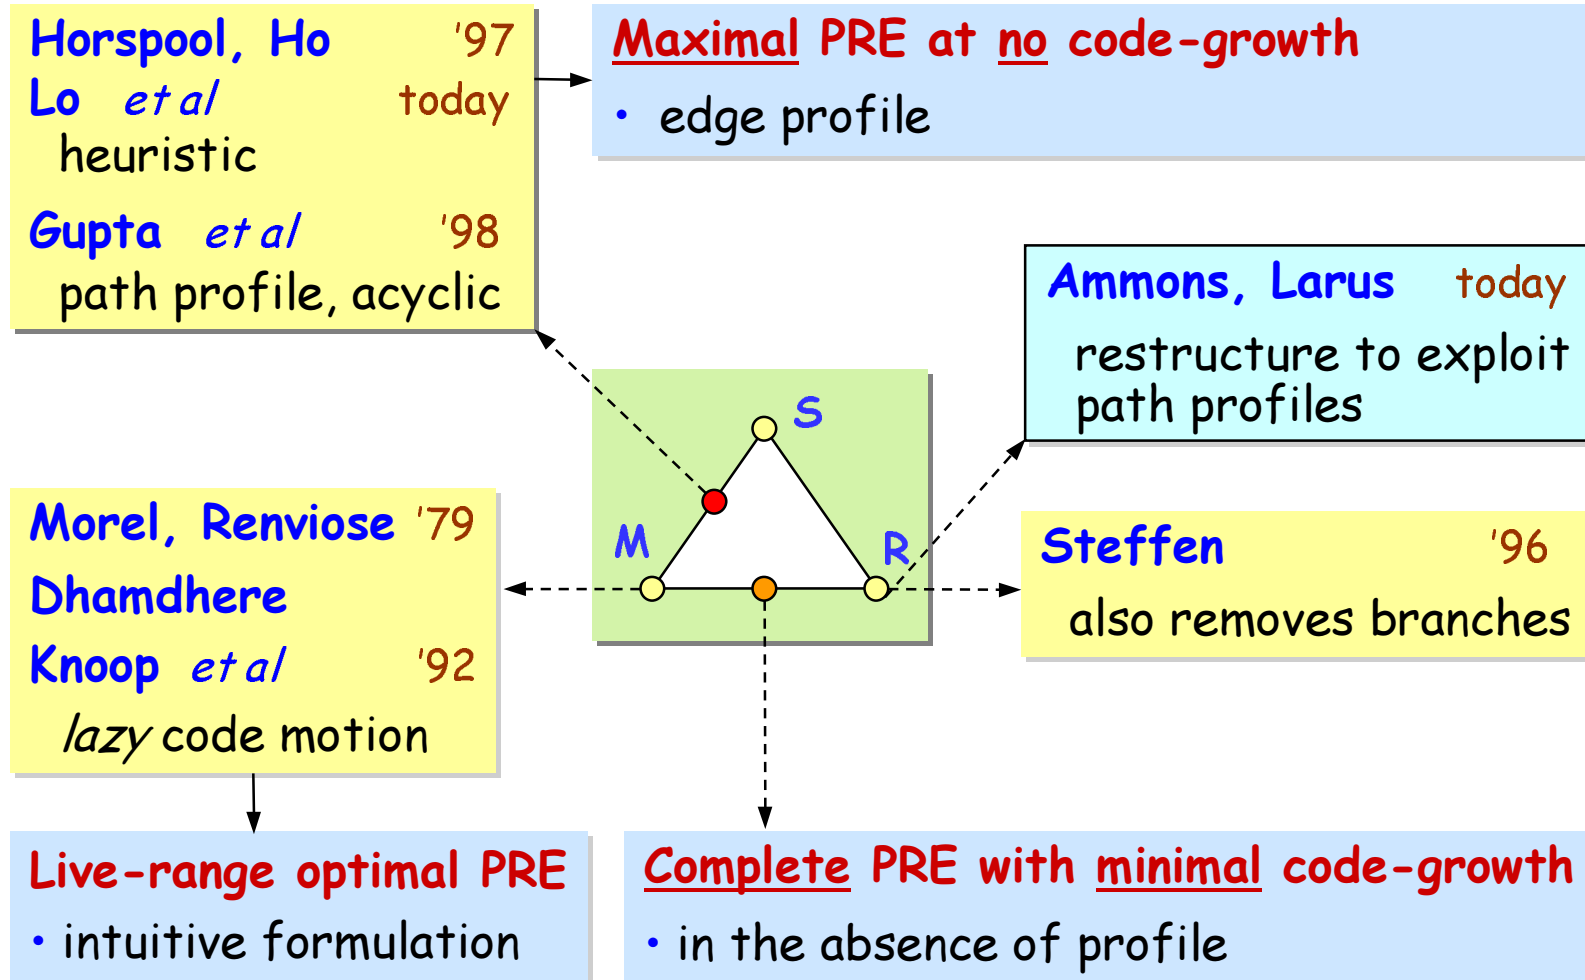 Horspool, Ho '97
Lo et al today
heuristic
Gupta et al '98
path profile, acyclic
Maximal PRE at no code-growth
• edge profile
Ammons, Larus today
restructure to exploit
path profiles
S
M
R
Morel, Renviose '79
Dhamdhere
Knoop et al '92
lazy code motion
Steffen '96
also removes branches
Live-range optimal PRE
• intuitive formulation
Complete PRE with minimal code-growth
• in the absence of profile